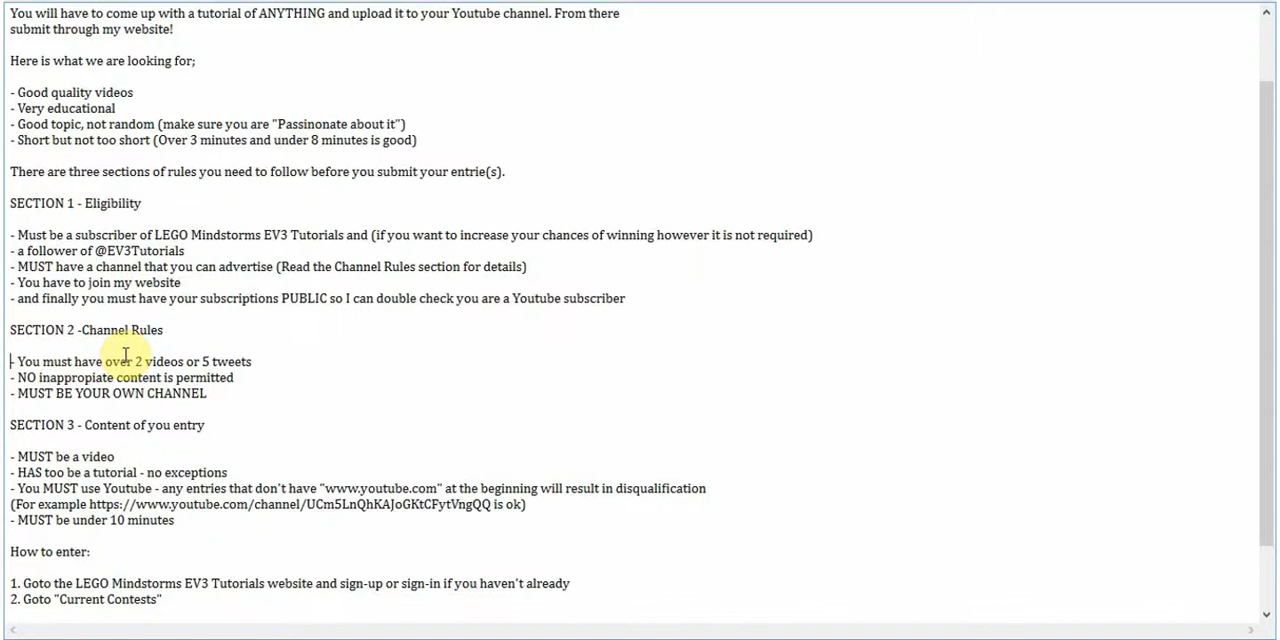 You will have to come up with a tutorial of ANYTHING and upload it to your Youtube channel. From there
submit through my website!
Here is what we are looking for;
- Good quality videos
- Very educational
- Good topic, not random (make sure you are "Passinonate about it")
- Short but not too short (Over 3 minutes and under 8 minutes is good)
There are three sections of rules you need to follow before you submit your entrie(s).
SECTION 1 - Eligibility
- Must be a subscriber of LEGO Mindstorms EV3 Tutorials and (if you want to increase your chances of winning however it is not required)
- a follower of @EV3Tutorials
- MUST have a channel that you can advertise (Read the Channel Rules section for details)
- You have to join my website
- and finally you must have your subscriptions PUBLIC so I can double check you are a Youtube subscriber
SECTION 2 -Channel Rules
- You must have over 2 videos or 5 tweets
- NO inappropiate content is permitted
- MUST BE YOUR OWN CHANNEL
SECTION 3 - Content of you entry
- MUST be a video
- HAS too be a tutorial - no exceptions
- You MUST use Youtube - any entries that don't have "www.youtube.com" at the beginning will result in disqualification
(For example https://www.youtube.com/channel/UCm5LnQhKAJoGKtCFytVngQQ is ok)
- MUST be under 10 minutes
How to enter:
1. Goto the LEGO Mindstorms EV3 Tutorials website and sign-up or sign-in if you haven't already
2. Goto "Current Contests"